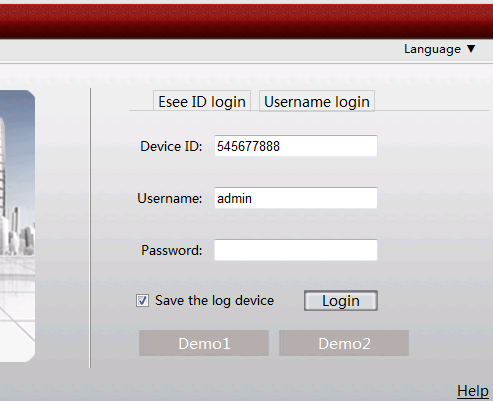 Language ▼
Esee ID login Username login
Device ID: 545677888
Username: admin
Password:
Save the log device Login
Demo1 Demo2
Help